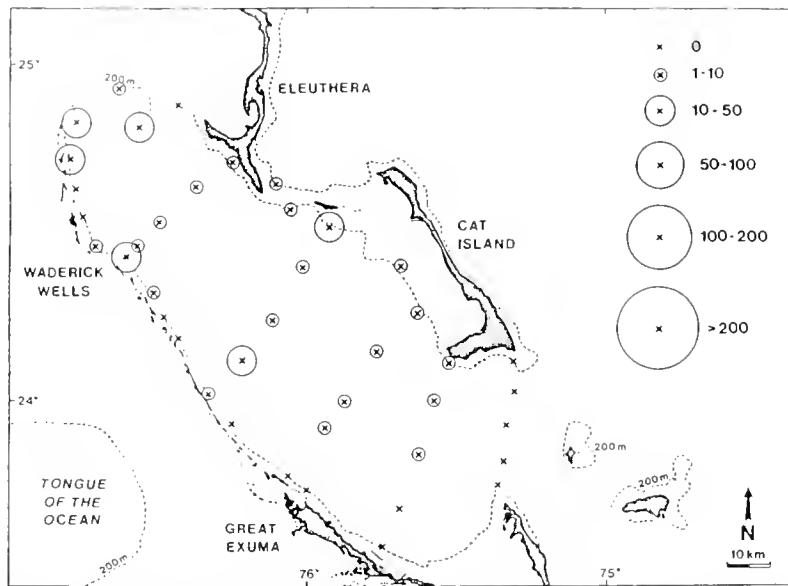 25°
200m
ELEUTHERA
0
1-10
10-50
50-100
100-200
>200
CAT
ISLAND
WADERICK
WELLS
24°
200m
200m
TONGUE
OF THE
OCEAN
200m
GREAT
EXUMA
N
10 km
76°
75°